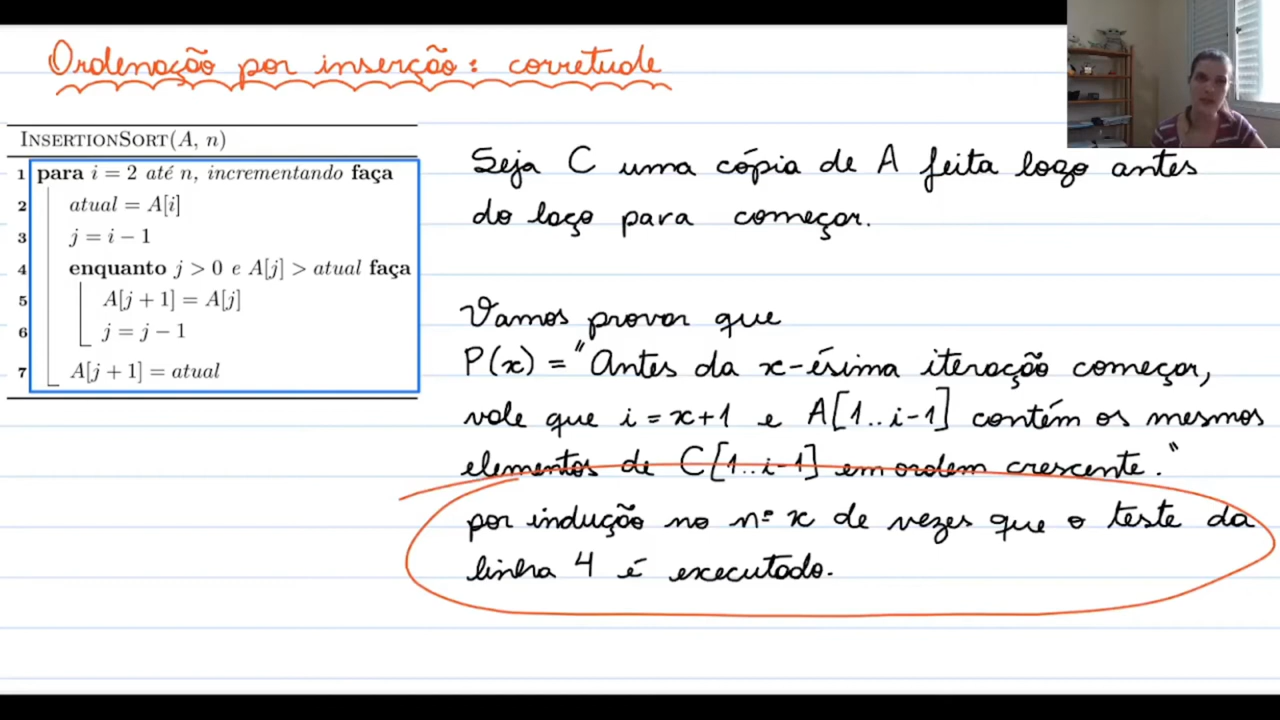 Ordenação por inserção: corretude
INSERTIONSORT(A, n)
1 para i = 2 até n, incrementando faça
2 atual = A[i]
3 j = i − 1
4 enquanto j > 0 e A[j] > atual faça
5 A[j + 1] = A[j]
6 j = j − 1
7 A[j + 1] = atual
Seja C uma cópia de A feita logo antes
do laço para começar.
Vamos provar que
P(x) = "Antes da x-ésima iteração começar,
vale que i = x+1 e A[1..i-1] contém os mesmos
elementos de C[1..i-1] em ordem crescente."
por indução no nº x de vezes que o teste da
linha 4 é executado.